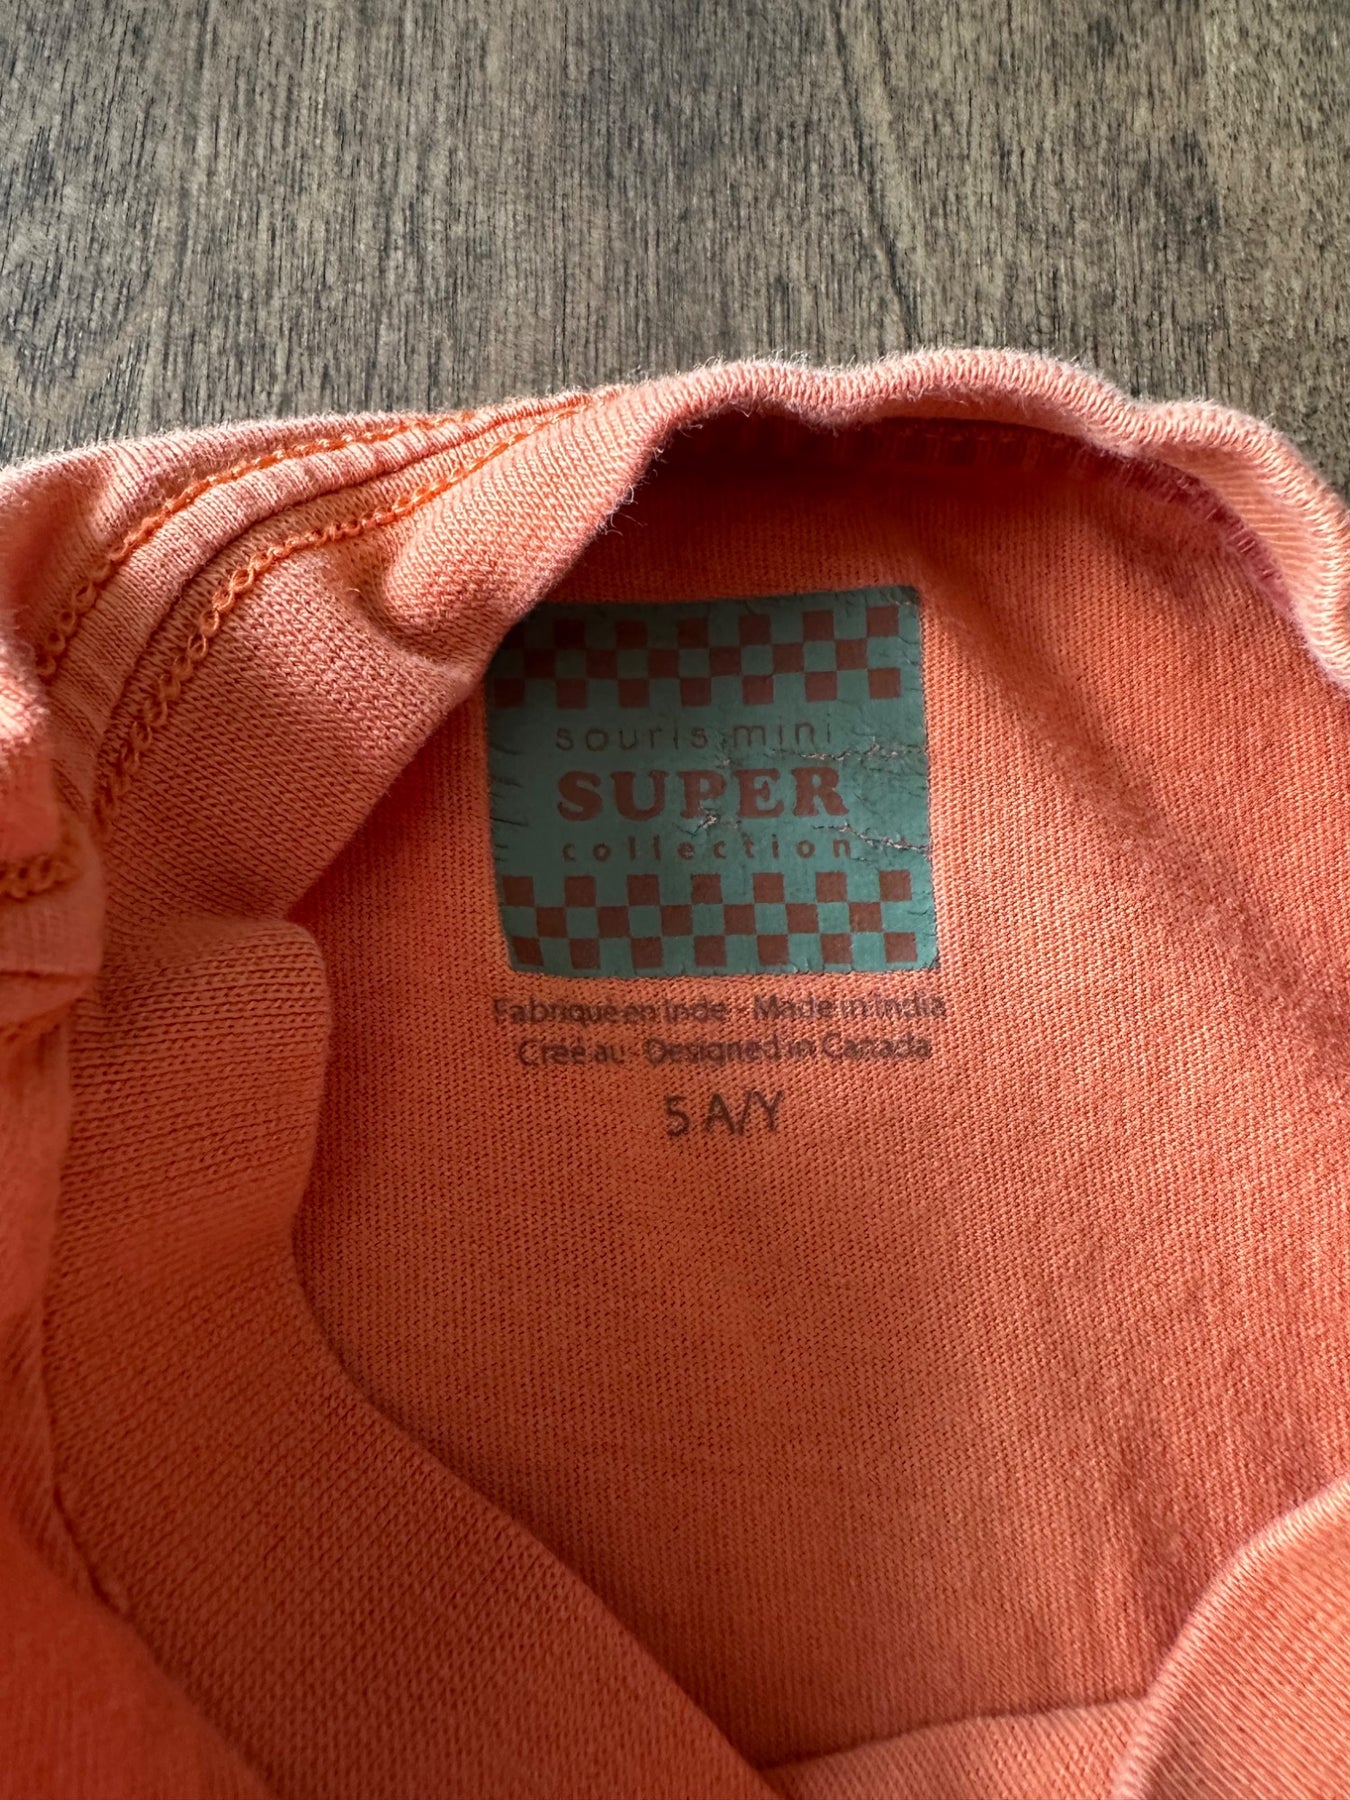 souris mini
SUPER
collection
Fabriqué en Inde - Made in India
Créé au - Designed in Canada
5 A/Y